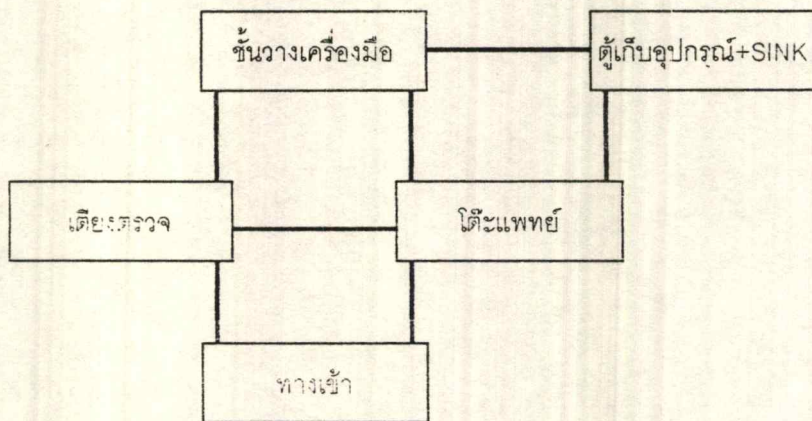 ชั้นวางเครื่องมือ
ตู้เก็บอุปกรณ์+SINK
เตียงตรวจ
โต๊ะแพทย์
ทางเข้า